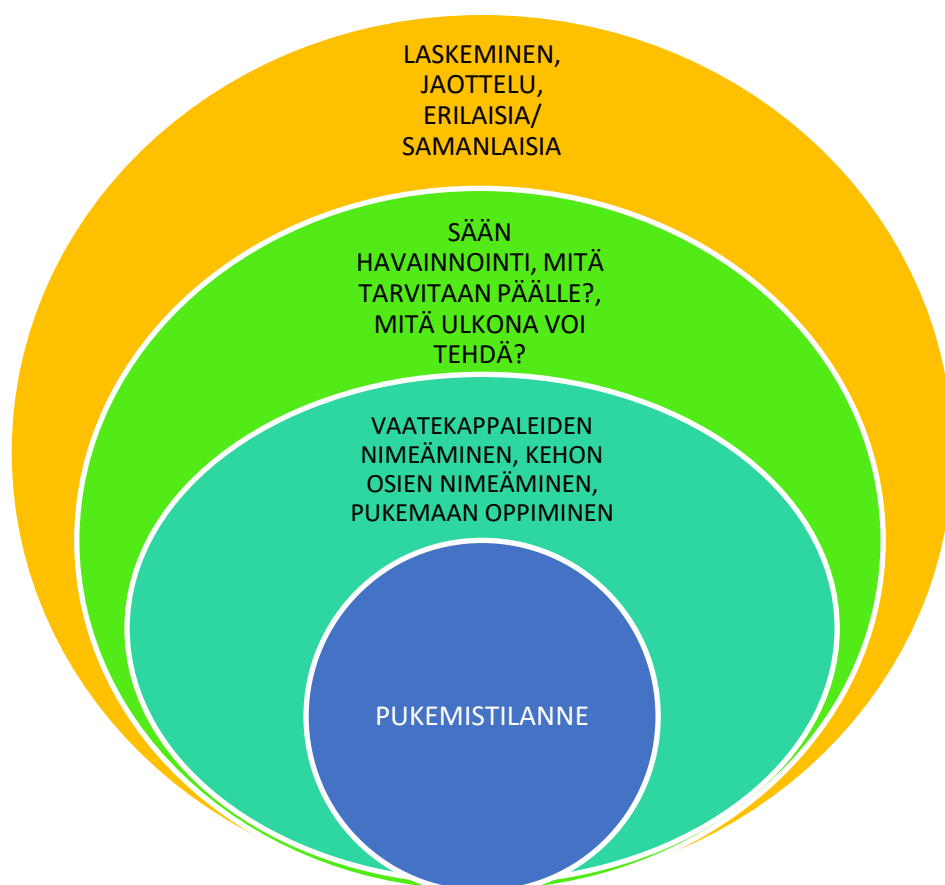 LASKEMINEN,
JAOTTELU,
ERILAISIA/
SAMANLAISIA
SÄÄN
HAVAINNOINTI, MITÄ
TARVITAAN PÄÄLLE?,
MITÄ ULKONA VOI
TEHDÄ?
VAATEKAPPALEIDEN
NIMEÄMINEN, KEHON
OSIEN NIMEÄMINEN,
PUKEMAAN OPPIMINEN
PUKEMISTILANNE